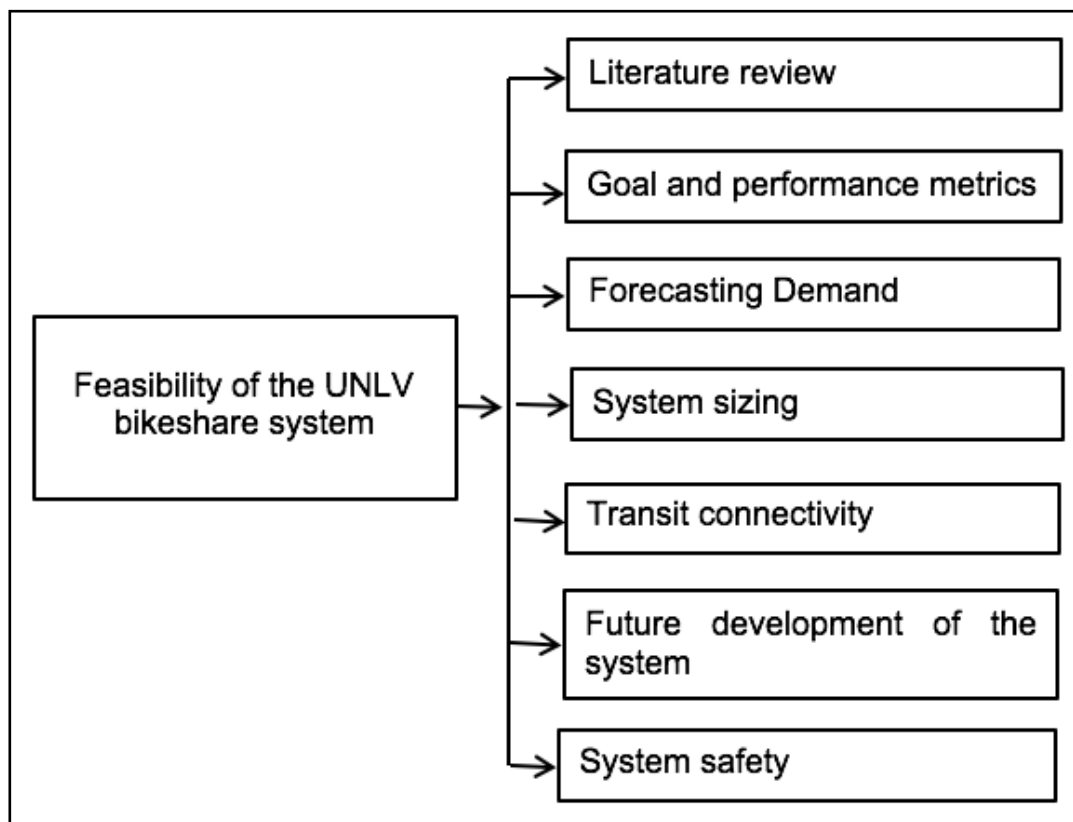 Literature review
Goal and performance metrics
Forecasting Demand
Feasibility of the UNLV
bikeshare system
System sizing
Transit connectivity
Future development of the
system
System safety